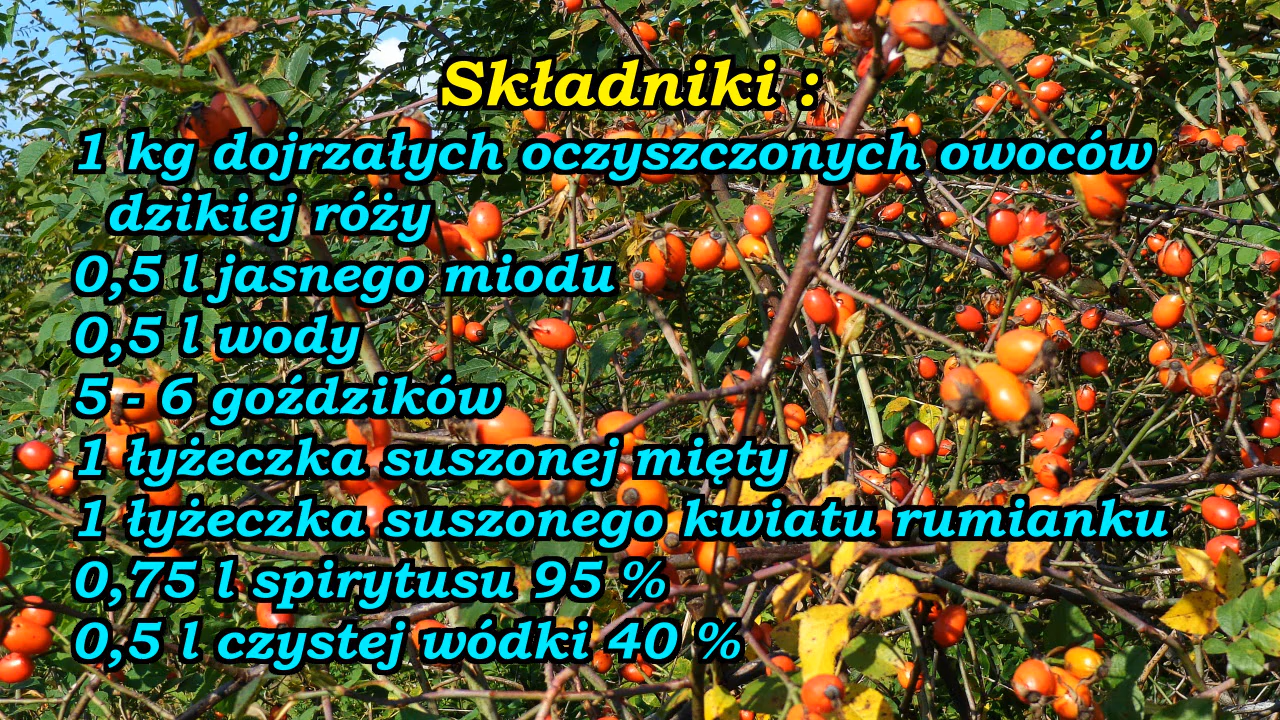 Składniki :
1 kg dojrzałych oczyszczonych owoców
dzikiej róży
0,5 l jasnego miodu
0,5 l wody
5 - 6 goździków
1 łyżeczka suszonej mięty
1 łyżeczka suszonego kwiatu rumianku
0,75 l spirytusu 95 %
0,5 l czystej wódki 40 %